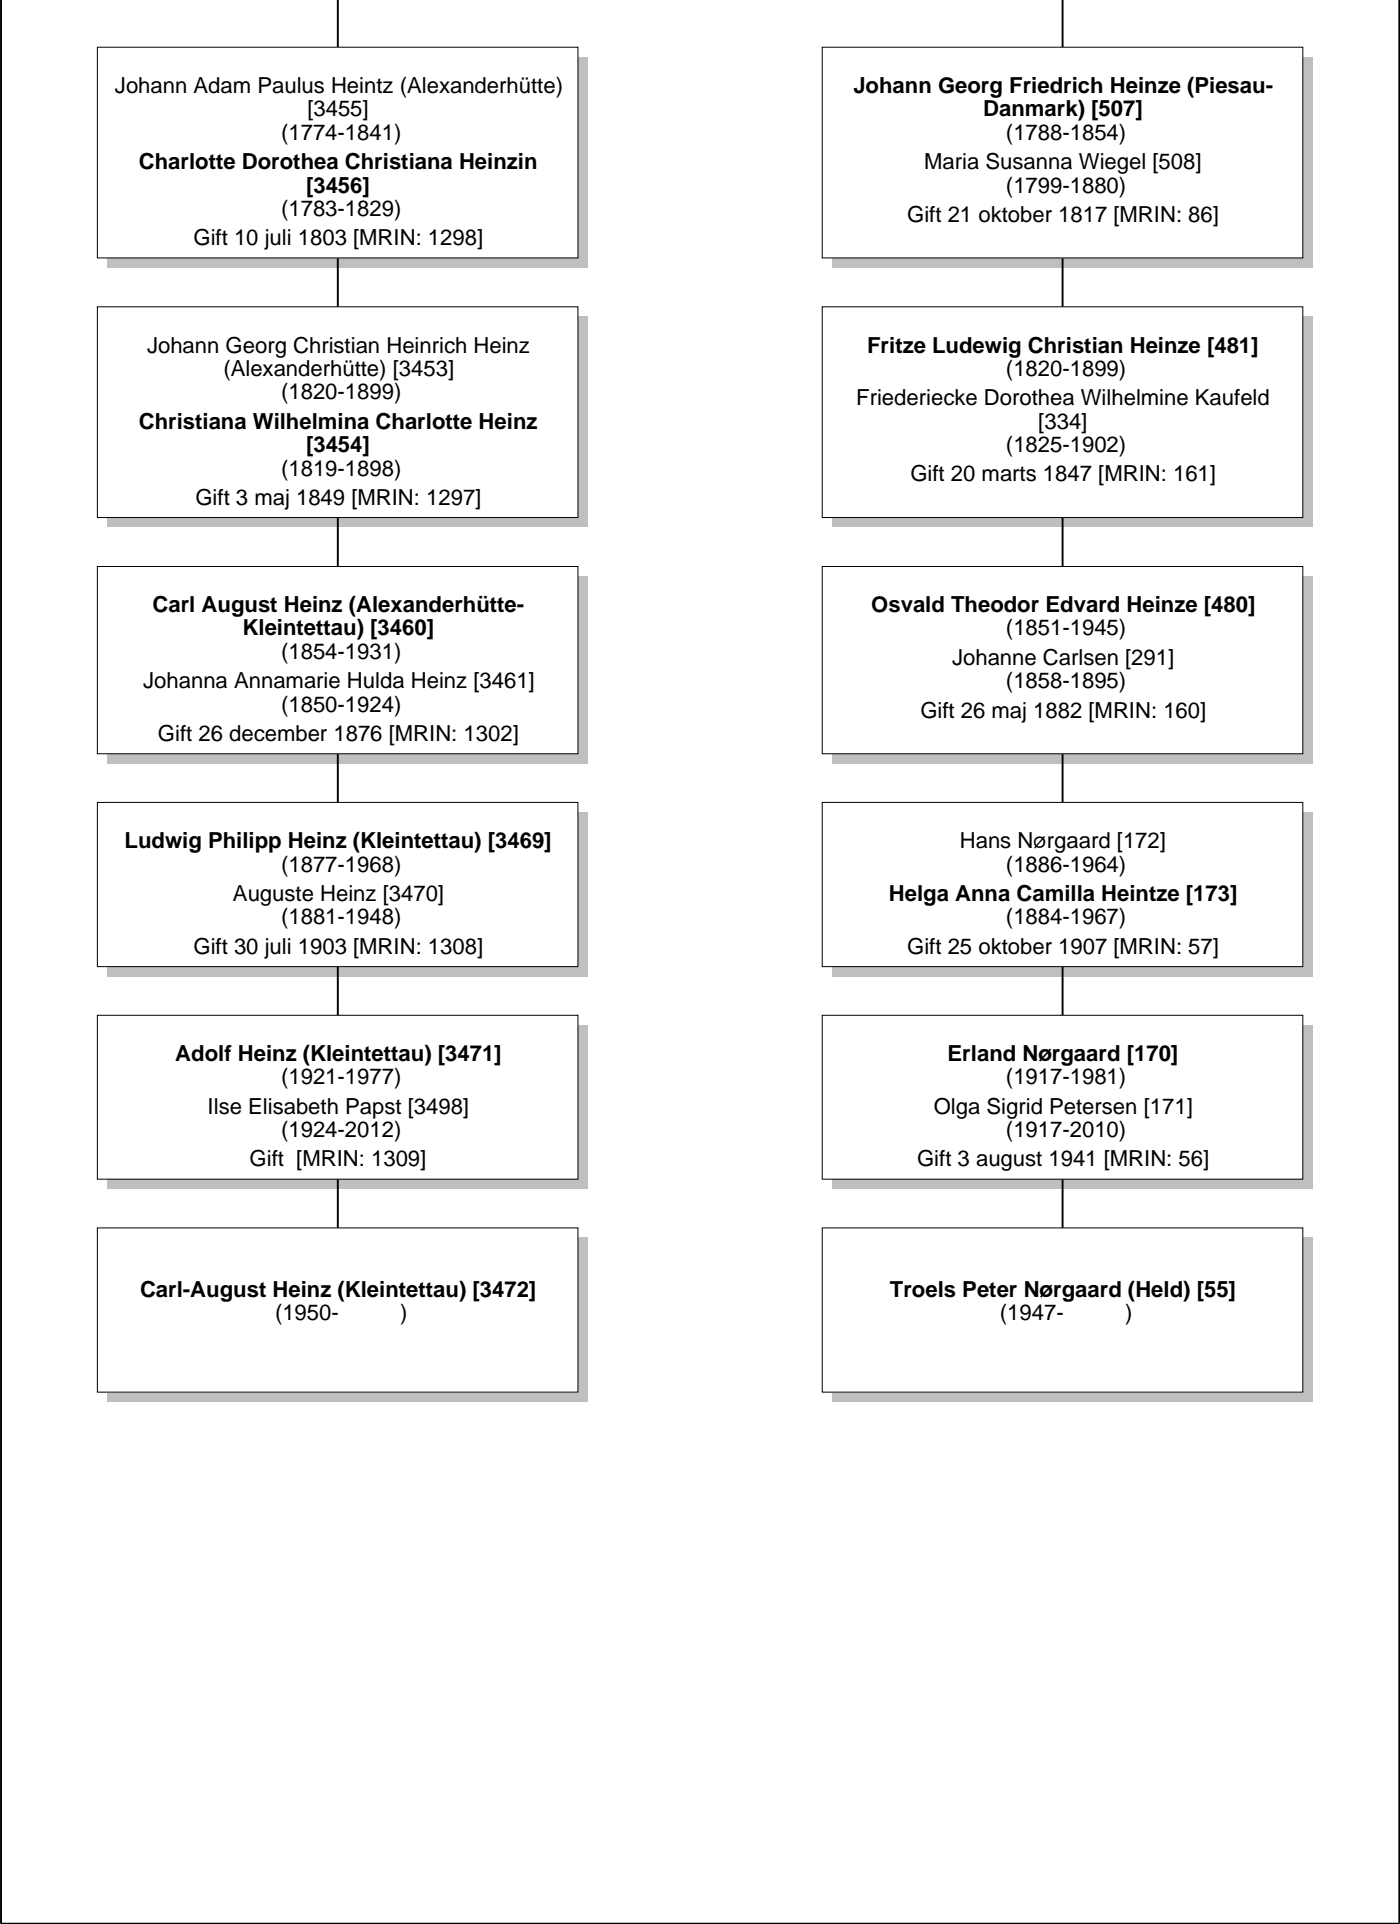 Johann Adam Paulus Heintz (Alexanderhütte)
[3455]
(1774-1841)
Charlotte Dorothea Christiana Heinzin
[3456]
(1783-1829)
Gift 10 juli 1803 [MRIN: 1298]
Johann Georg Christian Heinrich Heinz
(Alexanderhütte) [3453]
(1820-1899)
Christiana Wilhelmina Charlotte Heinz
[3454]
(1819-1898)
Gift 3 maj 1849 [MRIN: 1297]
Carl August Heinz (Alexanderhütte-
Kleintettau) [3460]
(1854-1931)
Johanna Annamarie Hulda Heinz [3461]
(1850-1924)
Gift 26 december 1876 [MRIN: 1302]
Ludwig Philipp Heinz (Kleintettau) [3469]
(1877-1968)
Auguste Heinz [3470]
(1881-1948)
Gift 30 juli 1903 [MRIN: 1308]
Adolf Heinz (Kleintettau) [3471]
(1921-1977)
Ilse Elisabeth Papst [3498]
(1924-2012)
Gift [MRIN: 1309]
Carl-August Heinz (Kleintettau) [3472]
(1950- )
Johann Georg Friedrich Heinze (Piesau-
Danmark) [507]
(1788-1854)
Maria Susanna Wiegel [508]
(1799-1880)
Gift 21 oktober 1817 [MRIN: 86]
Fritze Ludewig Christian Heinze [481]
(1820-1899)
Friederiecke Dorothea Wilhelmine Kaufeld
[334]
(1825-1902)
Gift 20 marts 1847 [MRIN: 161]
Osvald Theodor Edvard Heinze [480]
(1851-1945)
Johanne Carlsen [291]
(1858-1895)
Gift 26 maj 1882 [MRIN: 160]
Hans Nørgaard [172]
(1886-1964)
Helga Anna Camilla Heintze [173]
(1884-1967)
Gift 25 oktober 1907 [MRIN: 57]
Erland Nørgaard [170]
(1917-1981)
Olga Sigrid Petersen [171]
(1917-2010)
Gift 3 august 1941 [MRIN: 56]
Troels Peter Nørgaard (Held) [55]
(1947- )